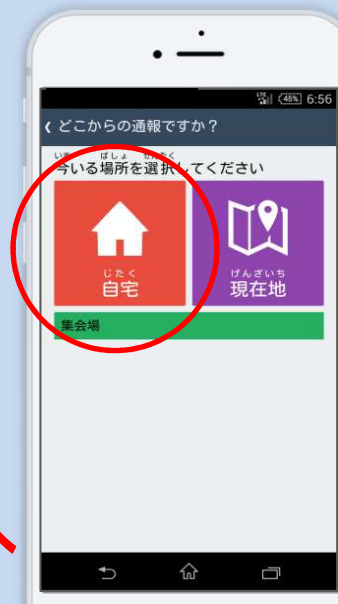 LTE 45% 6:56
どこからの通報ですか？
いま ばしょ せんたく
今いる場所を選択してください
じたく
自宅
げんざいち
現在地
集会場